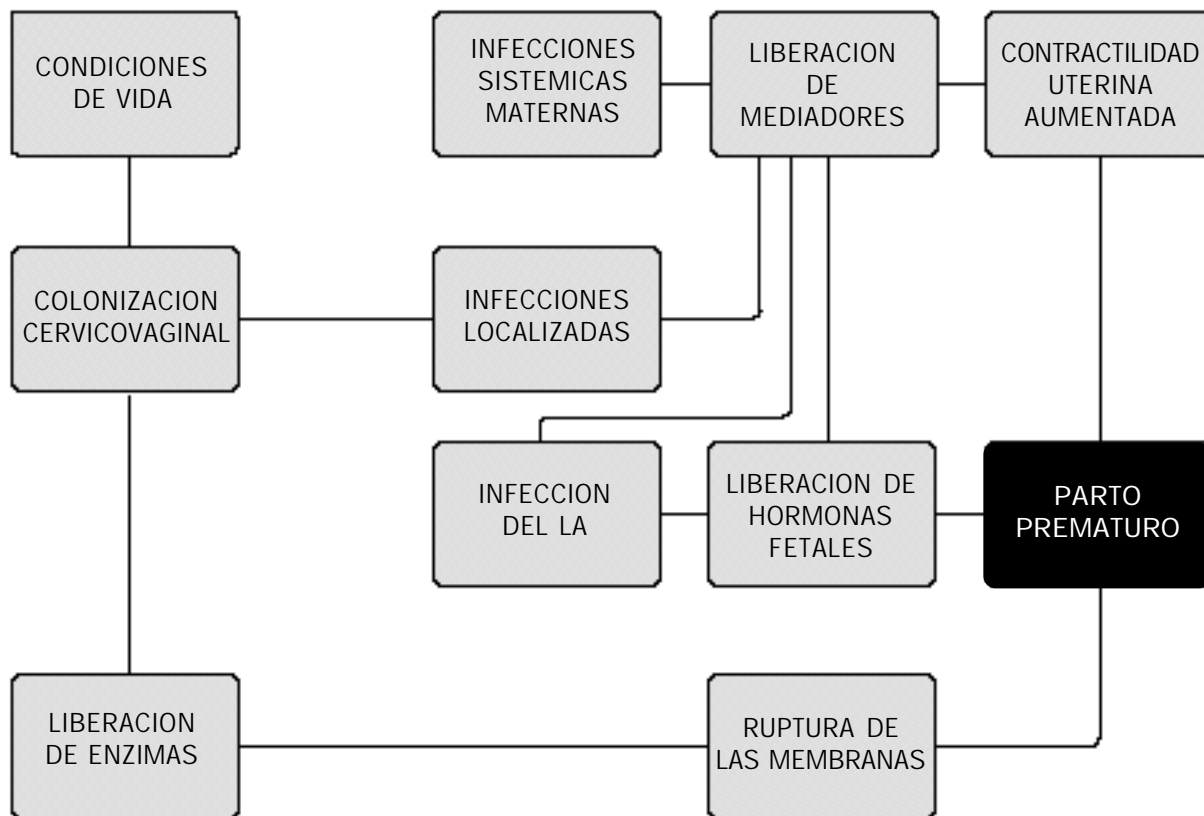 CONDICIONES
DE VIDA
INFECCIONES
SISTEMICAS
MATERNAS
LIBERACION
DE
MEDIADORES
CONTRACTILIDAD
UTERINA
AUMENTADA
COLONIZACION
CERVICOVAGINAL
INFECCIONES
LOCALIZADAS
INFECCION
DEL LA
LIBERACION DE
HORMONAS
FETALES
PARTO
PREMATURO
LIBERACION
DE ENZIMAS
RUPTURA DE
LAS MEMBRANAS